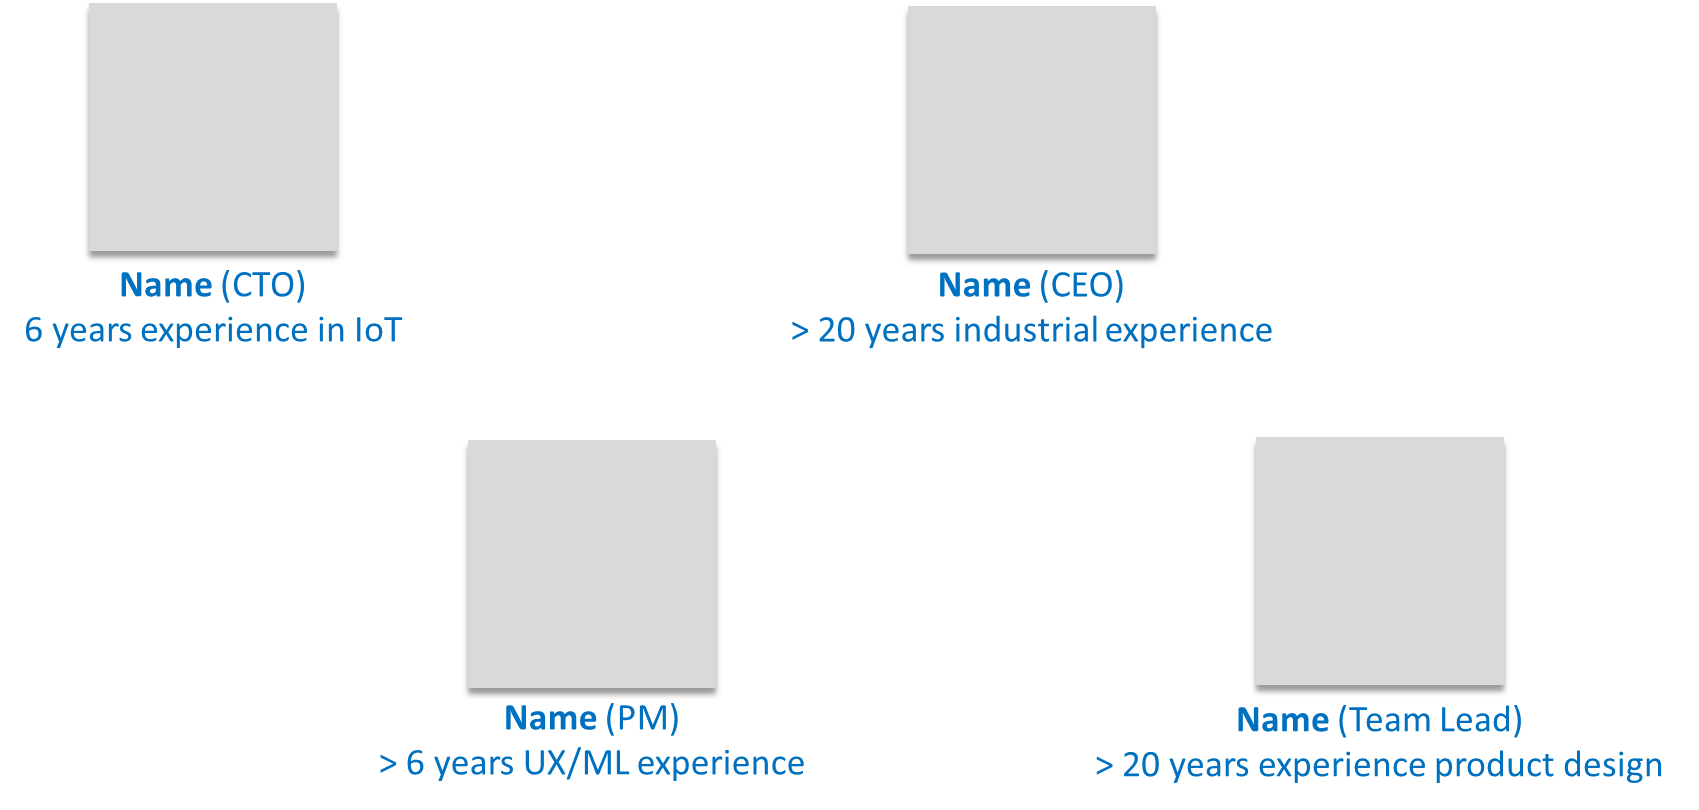 Name (CTO)
6 years experience in IoT
Name (CEO)
> 20 years industrial experience
Name (PM)
> 6 years UX/ML experience
Name (Team Lead)
> 20 years experience product design